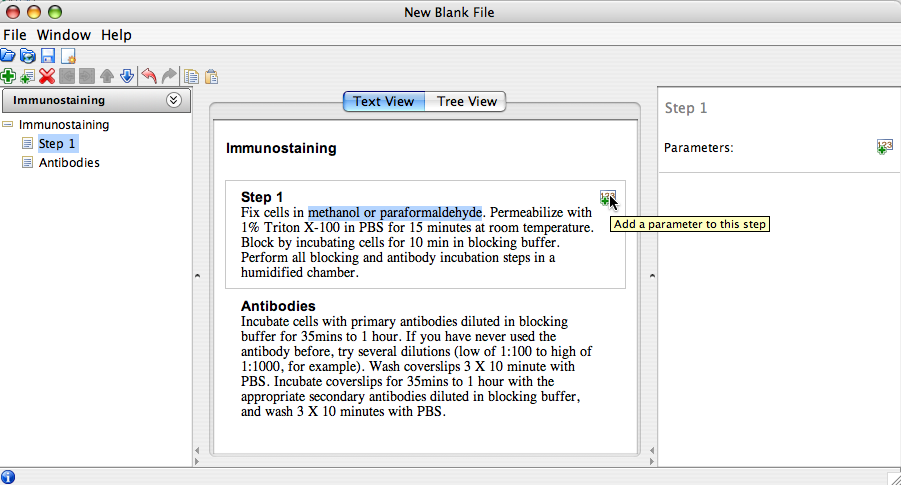 New Blank File
File Window Help
Immunostaining
Immunostaining
Step 1
Antibodies
Text View Tree View
Immunostaining
Step 1
Fix cells in methanol or paraformaldehyde. Permeabilize with
1% Triton X-100 in PBS for 15 minutes at room temperature.
Block by incubating cells for 10 min in blocking buffer.
Perform all blocking and antibody incubation steps in a
humidified chamber.
123
Add a parameter to this step
Antibodies
Incubate cells with primary antibodies diluted in blocking
buffer for 35mins to 1 hour. If you have never used the
antibody before, try several dilutions (low of 1:100 to high of
1:1000, for example). Wash coverslips 3 X 10 minute with
PBS. Incubate coverslips for 35mins to 1 hour with the
appropriate secondary antibodies diluted in blocking buffer,
and wash 3 X 10 minutes with PBS.
Step 1
Parameters:
123